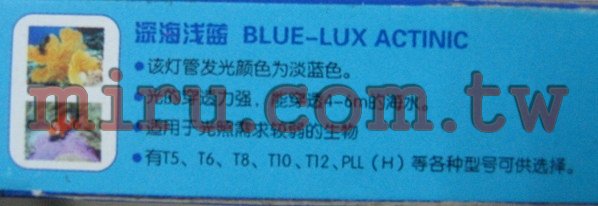 深海浅蓝 BLUE-LUX ACTINIC
• 该灯管发光颜色为淡蓝色。
• 光的穿透力强，能穿透4-6m的海水。
• 适用于光照需求较弱的生物
• 有T5、T6、T8、T10、T12、PLL（H）等各种型号可供选择。
miru.com.tw